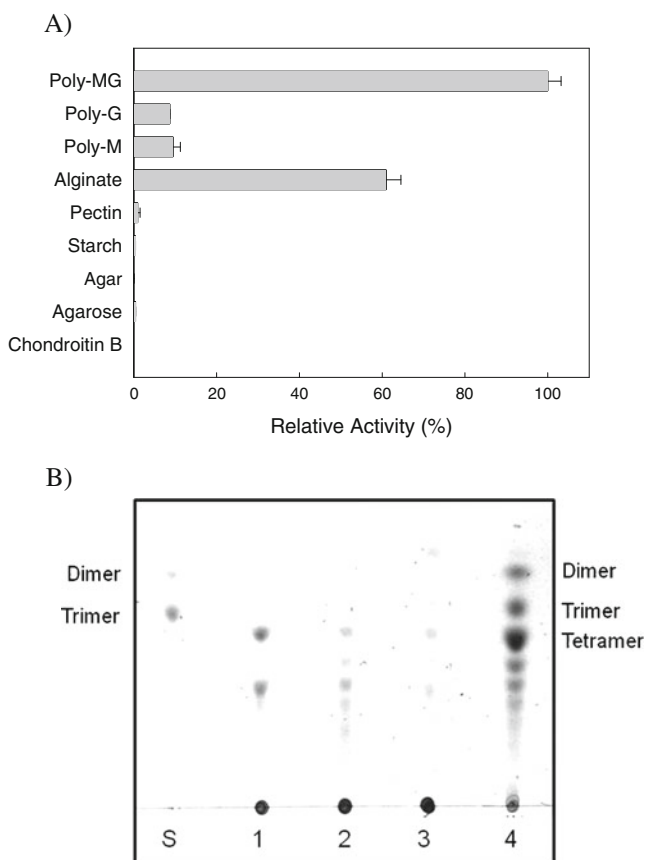 A)
Poly-MG
Poly-G
Poly-M
Alginate
Pectin
Starch
Agar
Agarose
Chondroitin B
0 20 40 60 80 100
Relative Activity (%)
B)
Dimer Dimer
Trimer Trimer
Tetramer
S 1 2 3 4